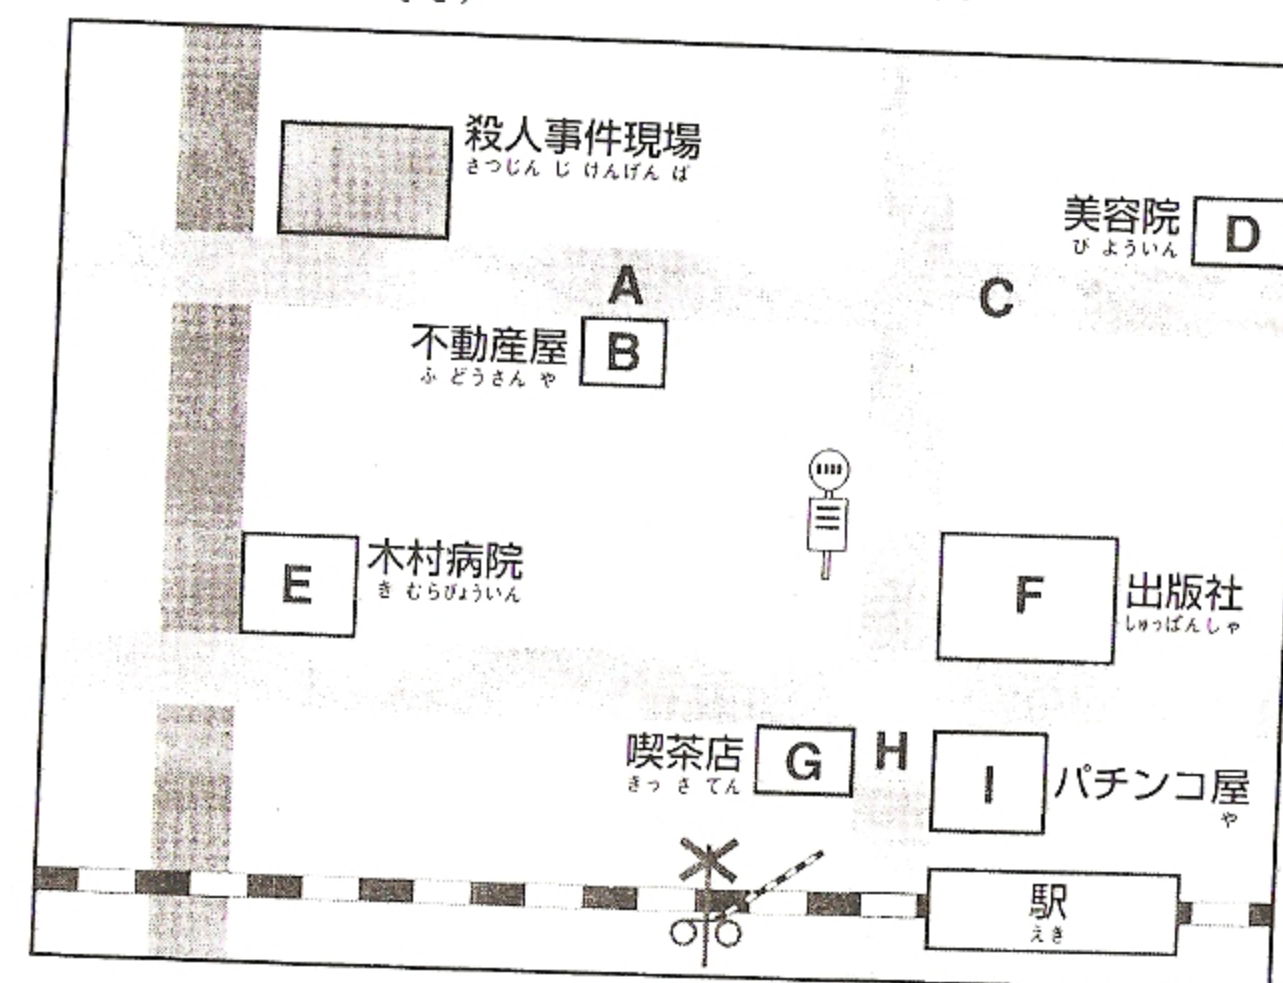 殺人事件現場
さつじん じ けんげん ば
美容院
び よういん
D
A
C
不動産屋
ふ どうさん や
B
E
木村病院
き むらびょういん
F
出版社
しゅっぱんしゃ
喫茶店
きっ さ てん
G
H
I
パチンコ屋
や
駅
えき